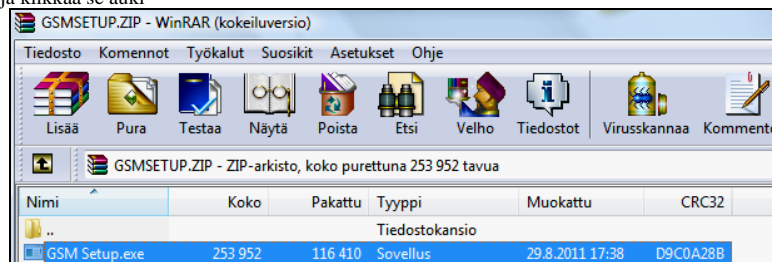 ja klikkaa se auki
GSMSETUP.ZIP - WinRAR (kokeiluversio)
Tiedosto Komennot Työkalut Suosikit Asetukset Ohje
Lisää Pura Testaa Näytä Poista Etsi Velho Tiedostot Virusskannaa Kommento
GSMSETUP.ZIP - ZIP-arkisto, koko purettuna 253 952 tavua
Nimi Koko Pakattu Tyyppi Muokattu CRC32
.. Tiedostokansio
GSM Setup.exe 253 952 116 410 Sovellus 29.8.2011 17:38 D9C0A28B